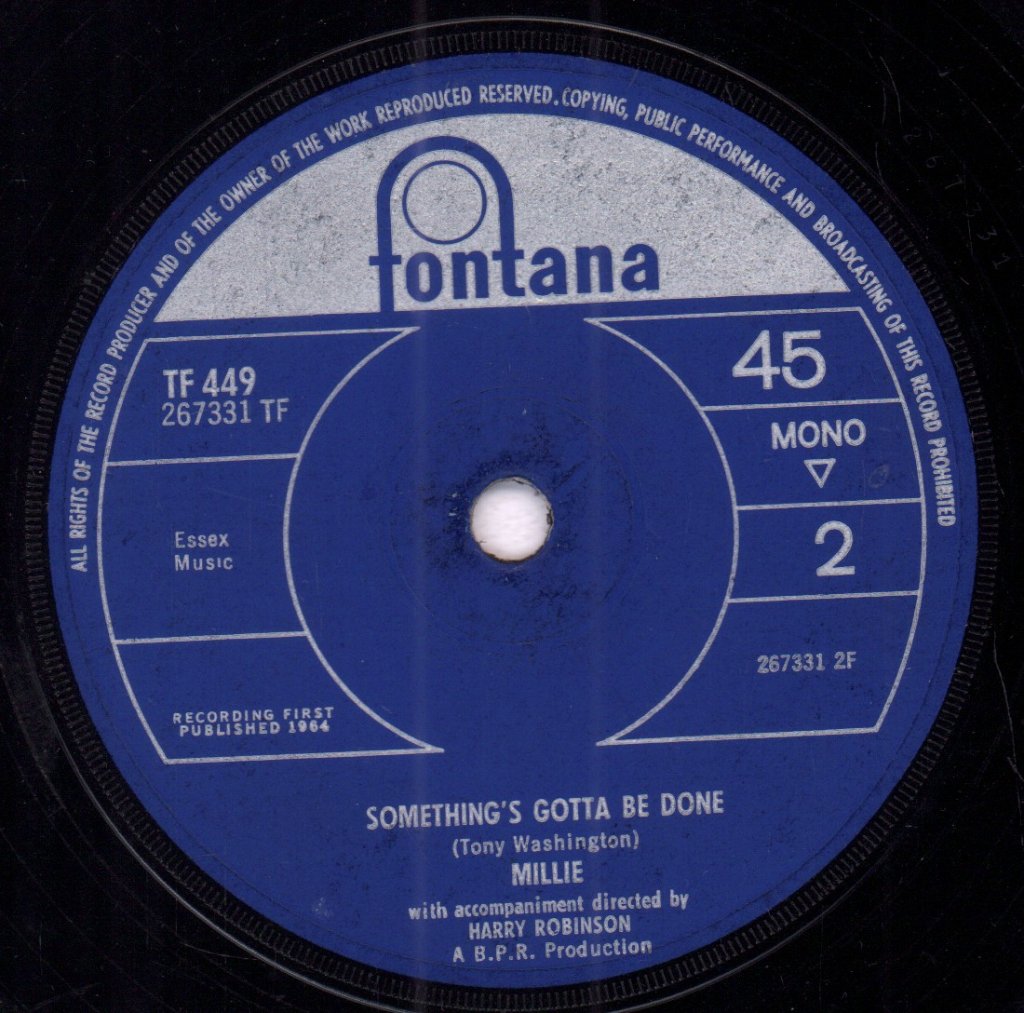 ALL RIGHTS OF THE RECORD PRODUCER AND OF THE OWNER OF THE WORK REPRODUCED RESERVED. COPYING, PUBLIC PERFORMANCE AND BROADCASTING OF THIS RECORD PROHIBITED
fontana
TF 449
267331 TF
45
MONO
2
Essex
Music
267331 2F
RECORDING FIRST
PUBLISHED 1964
SOMETHING'S GOTTA BE DONE
(Tony Washington)
MILLIE
with accompaniment directed by
HARRY ROBINSON
A B.P.R. Production